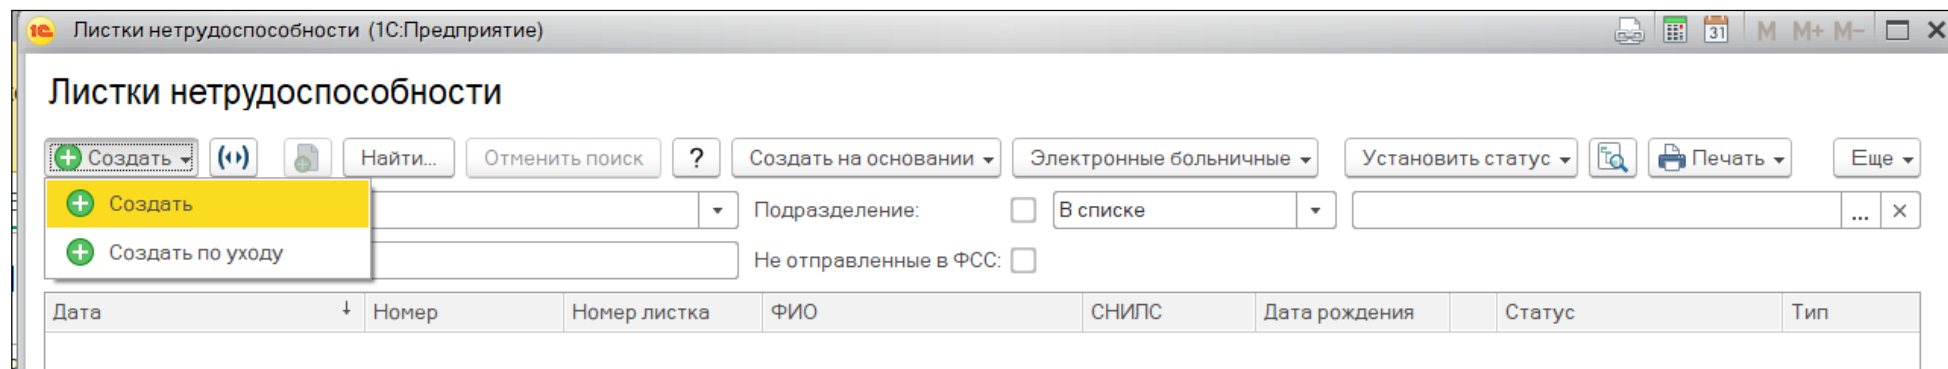 1С Листки нетрудоспособности (1С:Предприятие) 31 M M+ M-
Листки нетрудоспособности
Создать Найти... Отменить поиск ? Создать на основании Электронные больничные Установить статус Печать Еще
Создать Подразделение: В списке ... ×
Создать по уходу Не отправленные в ФСС:
Дата ↓ Номер Номер листка ФИО СНИЛС Дата рождения Статус Тип